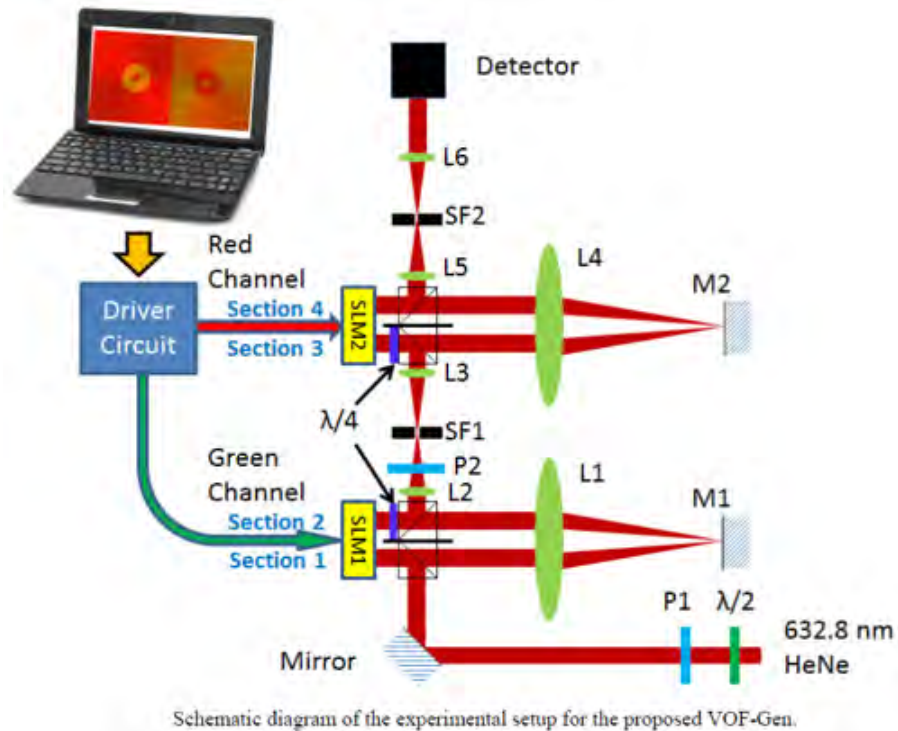 Detector
L6
SF2
Red
Channel
L5
L4
M2
Driver
Circuit
Section 4
Section 3
SLM2
L3
λ/4
SF1
P2
Green
Channel
L2
L1
M1
Section 2
Section 1
SLM1
P1
λ/2
632.8 nm
HeNe
Mirror
Schematic diagram of the experimental setup for the proposed VOF-Gen.